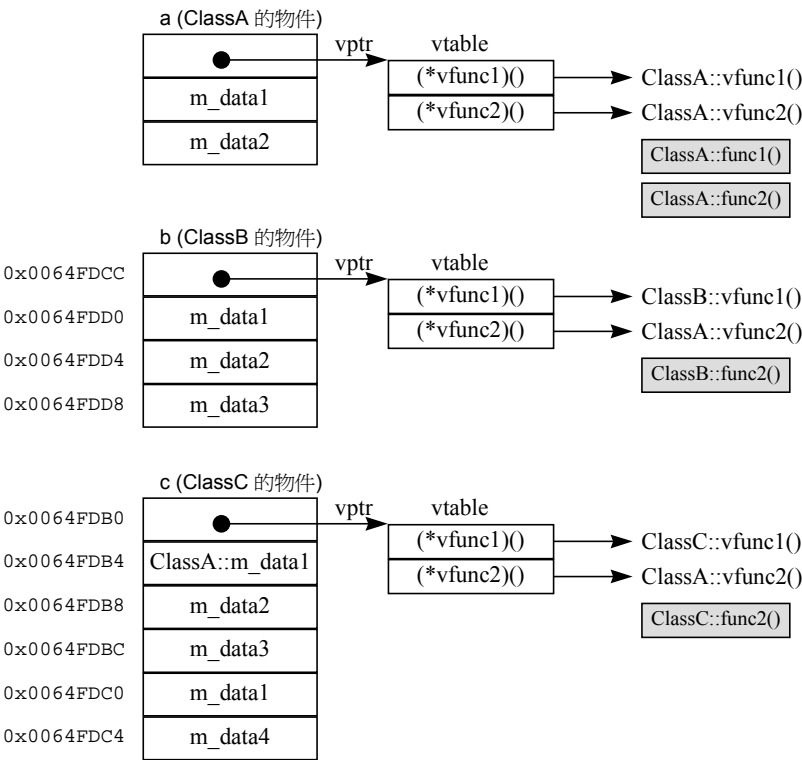 a (ClassA 的物件)
vptr
vtable
(*vfunc1)()
ClassA::vfunc1()
m_data1
(*vfunc2)()
ClassA::vfunc2()
m_data2
ClassA::func1()
ClassA::func2()
b (ClassB 的物件)
vptr
vtable
0x0064FDCC
(*vfunc1)()
ClassB::vfunc1()
0x0064FDD0
m_data1
(*vfunc2)()
ClassA::vfunc2()
0x0064FDD4
m_data2
ClassB::func2()
0x0064FDD8
m_data3
c (ClassC 的物件)
vptr
vtable
0x0064FDB0
(*vfunc1)()
ClassC::vfunc1()
0x0064FDB4
ClassA::m_data1
(*vfunc2)()
ClassA::vfunc2()
0x0064FDB8
m_data2
ClassC::func2()
0x0064FDBC
m_data3
0x0064FDC0
m_data1
0x0064FDC4
m_data4